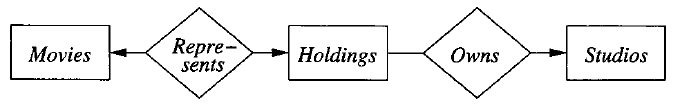 Movies
Repre-
sents
Holdings
Owns
Studios